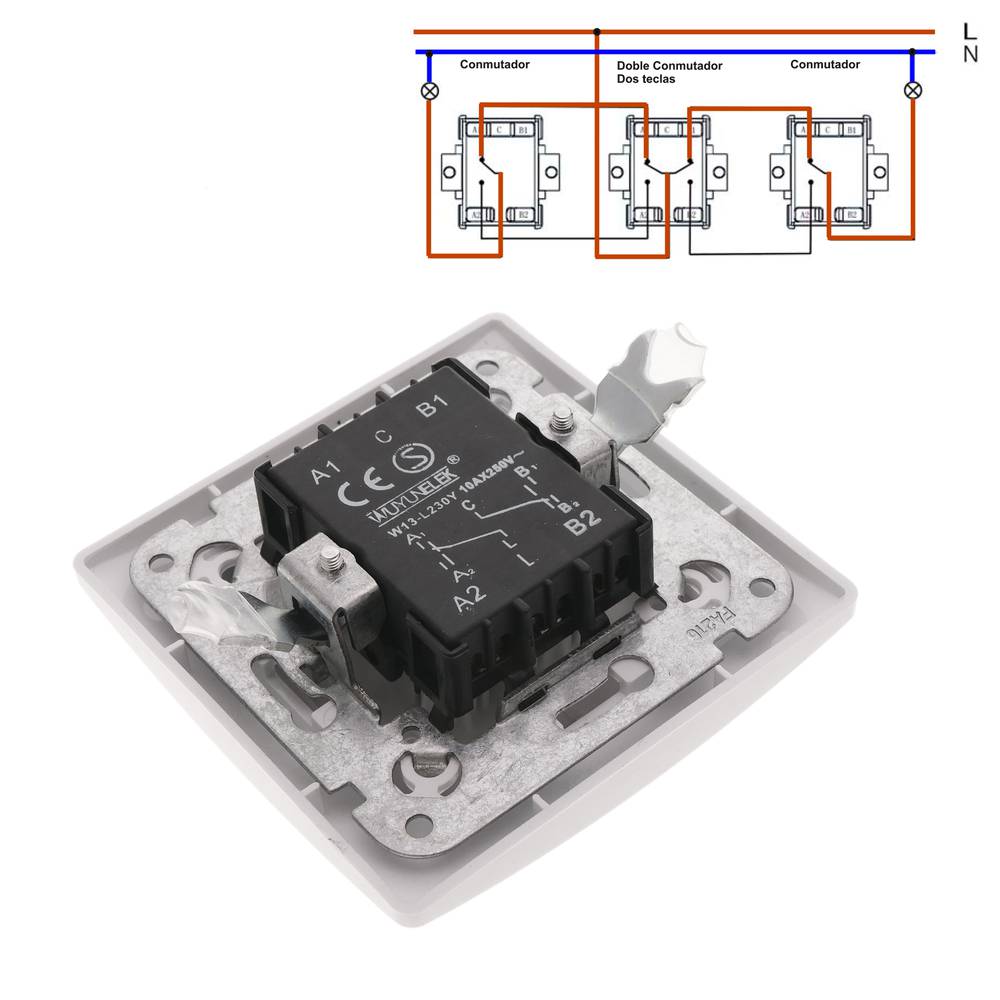 L
N
Conmutador
Doble Conmutador
Dos teclas
Conmutador
A1 C B1
A2 B2
A1 C B1
A2 B2
A1 C B1
A2 B2
A1 C B1
CE S
WUYUNELEK®
W13-L230Y 10AX250V~
C B1
B2
A1 L
A2 L
A2 B2
FA216